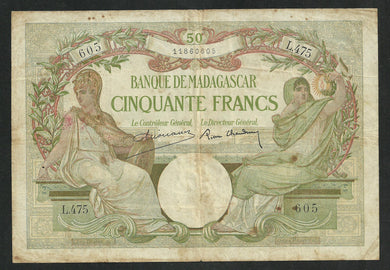 50
605
11860605
L.475
BANQUE DE MADAGASCAR
CINQUANTE FRANCS
Le Contrôleur Général,
Le Directeur Général,
L.475
605